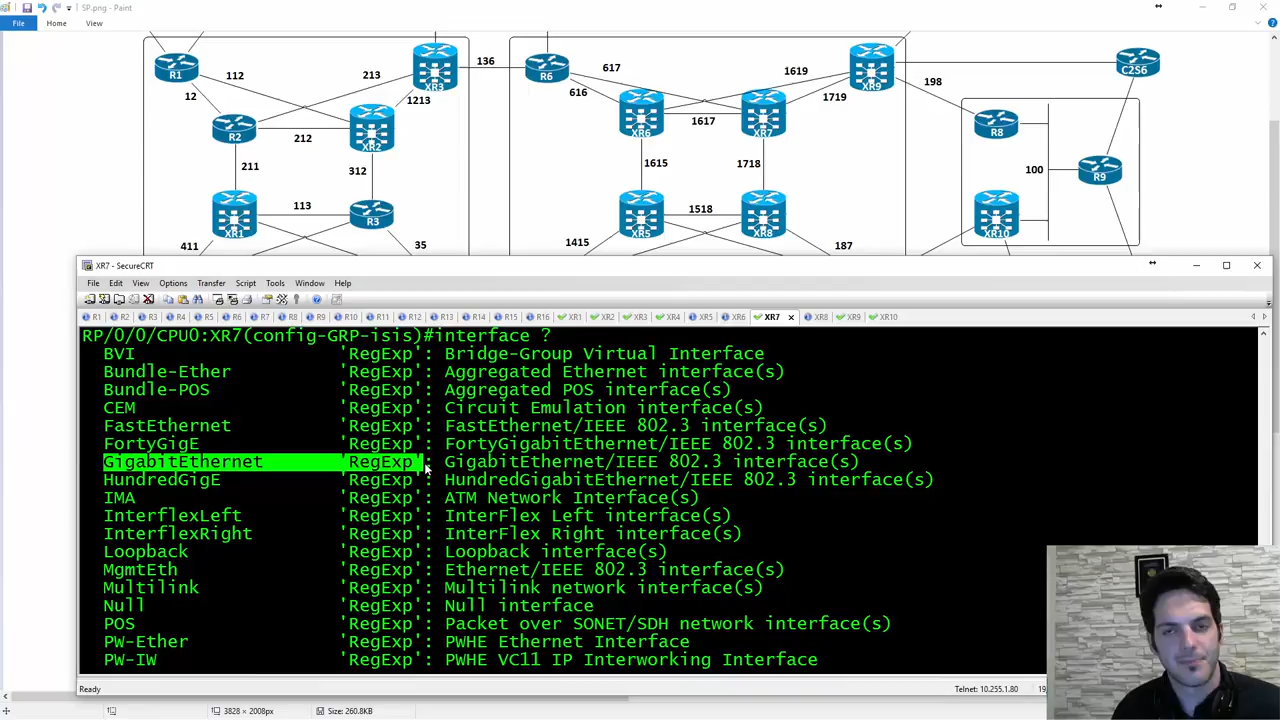 SP.png - Paint
File Home View
R1
112
213
XR3
136
R6
617
1619
XR9
C2S6
12
1213
616
1719
198
R2
212
XR2
XR6
1617
XR7
R8
211
312
1615
1718
100
R9
XR1
113
R3
XR5
1518
XR8
XR10
411
35
1415
187
XR7 - SecureCRT
File Edit View Options Transfer Script Tools Window Help
R1 R2 R3 R4 R5 R6 R7 R8 R9 R10 R11 R12 R13 R14 R15 R16 XR1 XR2 XR3 XR4 XR5 XR6 XR7 XR8 XR9 XR10
RP/0/0/CPU0:XR7(config-GRP-isis)#interface ?
BVI 'RegExp': Bridge-Group Virtual Interface
Bundle-Ether 'RegExp': Aggregated Ethernet interface(s)
Bundle-POS 'RegExp': Aggregated POS interface(s)
CEM 'RegExp': Circuit Emulation interface(s)
FastEthernet 'RegExp': FastEthernet/IEEE 802.3 interface(s)
FortyGigE 'RegExp': FortyGigabitEthernet/IEEE 802.3 interface(s)
GigabitEthernet 'RegExp': GigabitEthernet/IEEE 802.3 interface(s)
HundredGigE 'RegExp': HundredGigabitEthernet/IEEE 802.3 interface(s)
IMA 'RegExp': ATM Network Interface(s)
InterflexLeft 'RegExp': InterFlex Left interface(s)
InterflexRight 'RegExp': InterFlex Right interface(s)
Loopback 'RegExp': Loopback interface(s)
MgmtEth 'RegExp': Ethernet/IEEE 802.3 interface(s)
Multilink 'RegExp': Multilink network interface(s)
Null 'RegExp': Null interface
POS 'RegExp': Packet over SONET/SDH network interface(s)
PW-Ether 'RegExp': PWHE Ethernet Interface
PW-IW 'RegExp': PWHE VC11 IP Interworking Interface
Ready Telnet: 10.255.1.80 19,
3828 × 2008px Size: 260.8KB